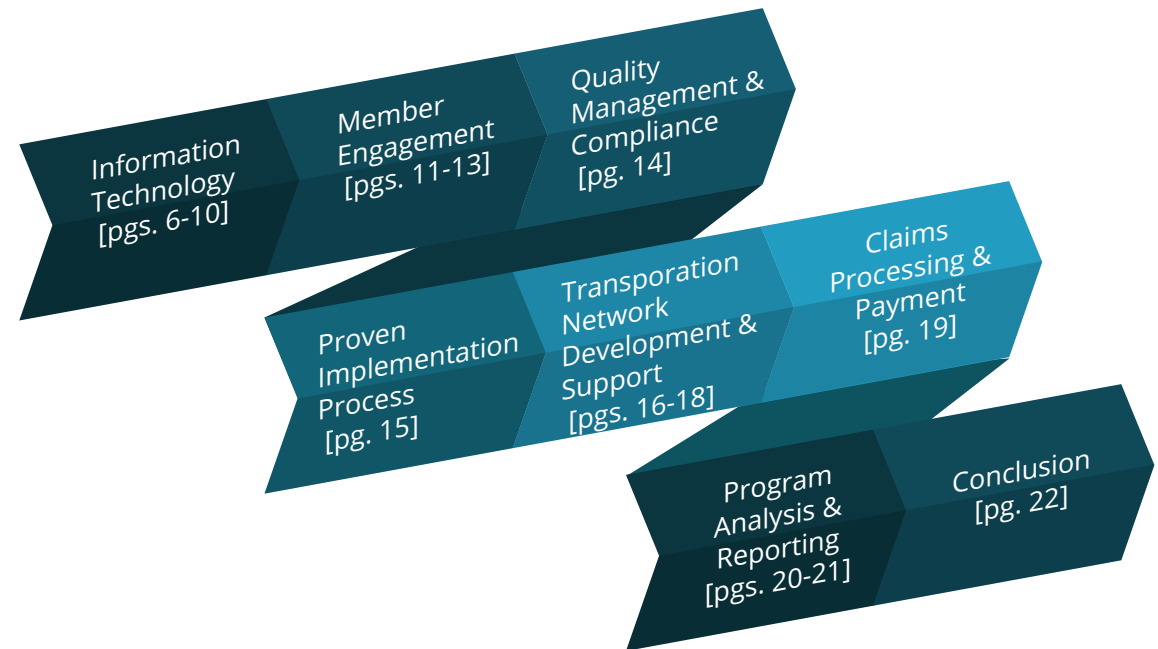 Information
Technology
[pgs. 6-10]
Member
Engagement
[pgs. 11-13]
Quality
Management &
Compliance
[pg. 14]
Proven
Implementation
Process
[pg. 15]
Transporation
Network
Development &
Support
[pgs. 16-18]
Claims
Processing &
Payment
[pg. 19]
Program
Analysis &
Reporting
[pgs. 20-21]
Conclusion
[pg. 22]